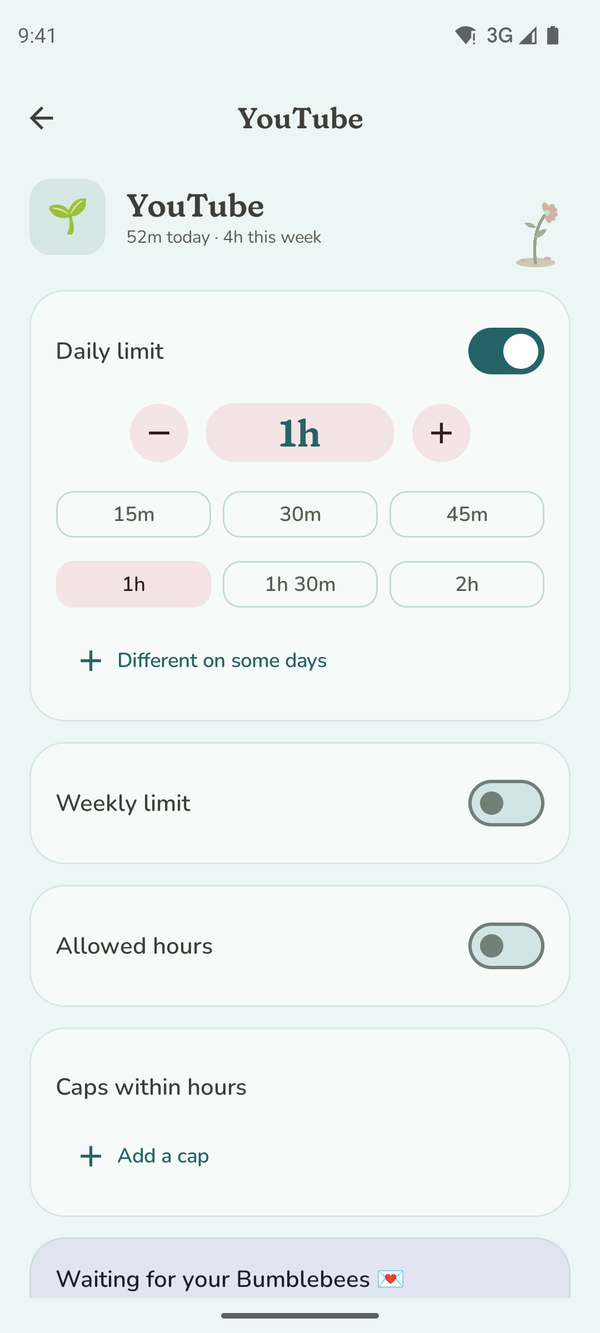 9:41
3G
YouTube
YouTube
52m today · 4h this week
Daily limit
1h
15m
30m
45m
1h
1h 30m
2h
Different on some days
Weekly limit
Allowed hours
Caps within hours
Add a cap
Waiting for your Bumblebees 💌